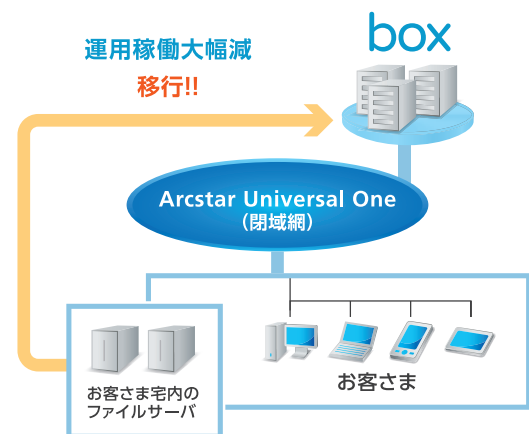 box
運用稼働大幅減
移行!!
Arcstar Universal One
（閉域網）
お客さま宅内の
ファイルサーバ
お客さま